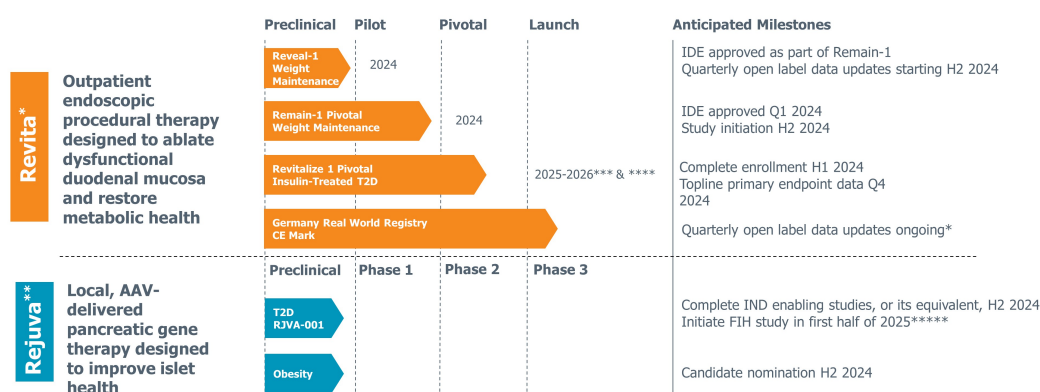 Preclinical Pilot Pivotal Launch Anticipated Milestones
Revita*
Outpatient
endoscopic
procedural therapy
designed to ablate
dysfunctional
duodenal mucosa
and restore
metabolic health
Reveal-1
Weight
Maintenance
2024
IDE approved as part of Remain-1
Quarterly open label data updates starting H2 2024
Remain-1 Pivotal
Weight Maintenance
2024
IDE approved Q1 2024
Study initiation H2 2024
Revitalize 1 Pivotal
Insulin-Treated T2D
2025-2026*** & ****
Complete enrollment H1 2024
Topline primary endpoint data Q4
2024
Germany Real World Registry
CE Mark
Quarterly open label data updates ongoing*
Preclinical Phase 1 Phase 2 Phase 3
Rejuva**
Local, AAV-
delivered
pancreatic gene
therapy designed
to improve islet
health
T2D
RJVA-001
Complete IND enabling studies, or its equivalent, H2 2024
Initiate FIH study in first half of 2025*****
Obesity
Candidate nomination H2 2024